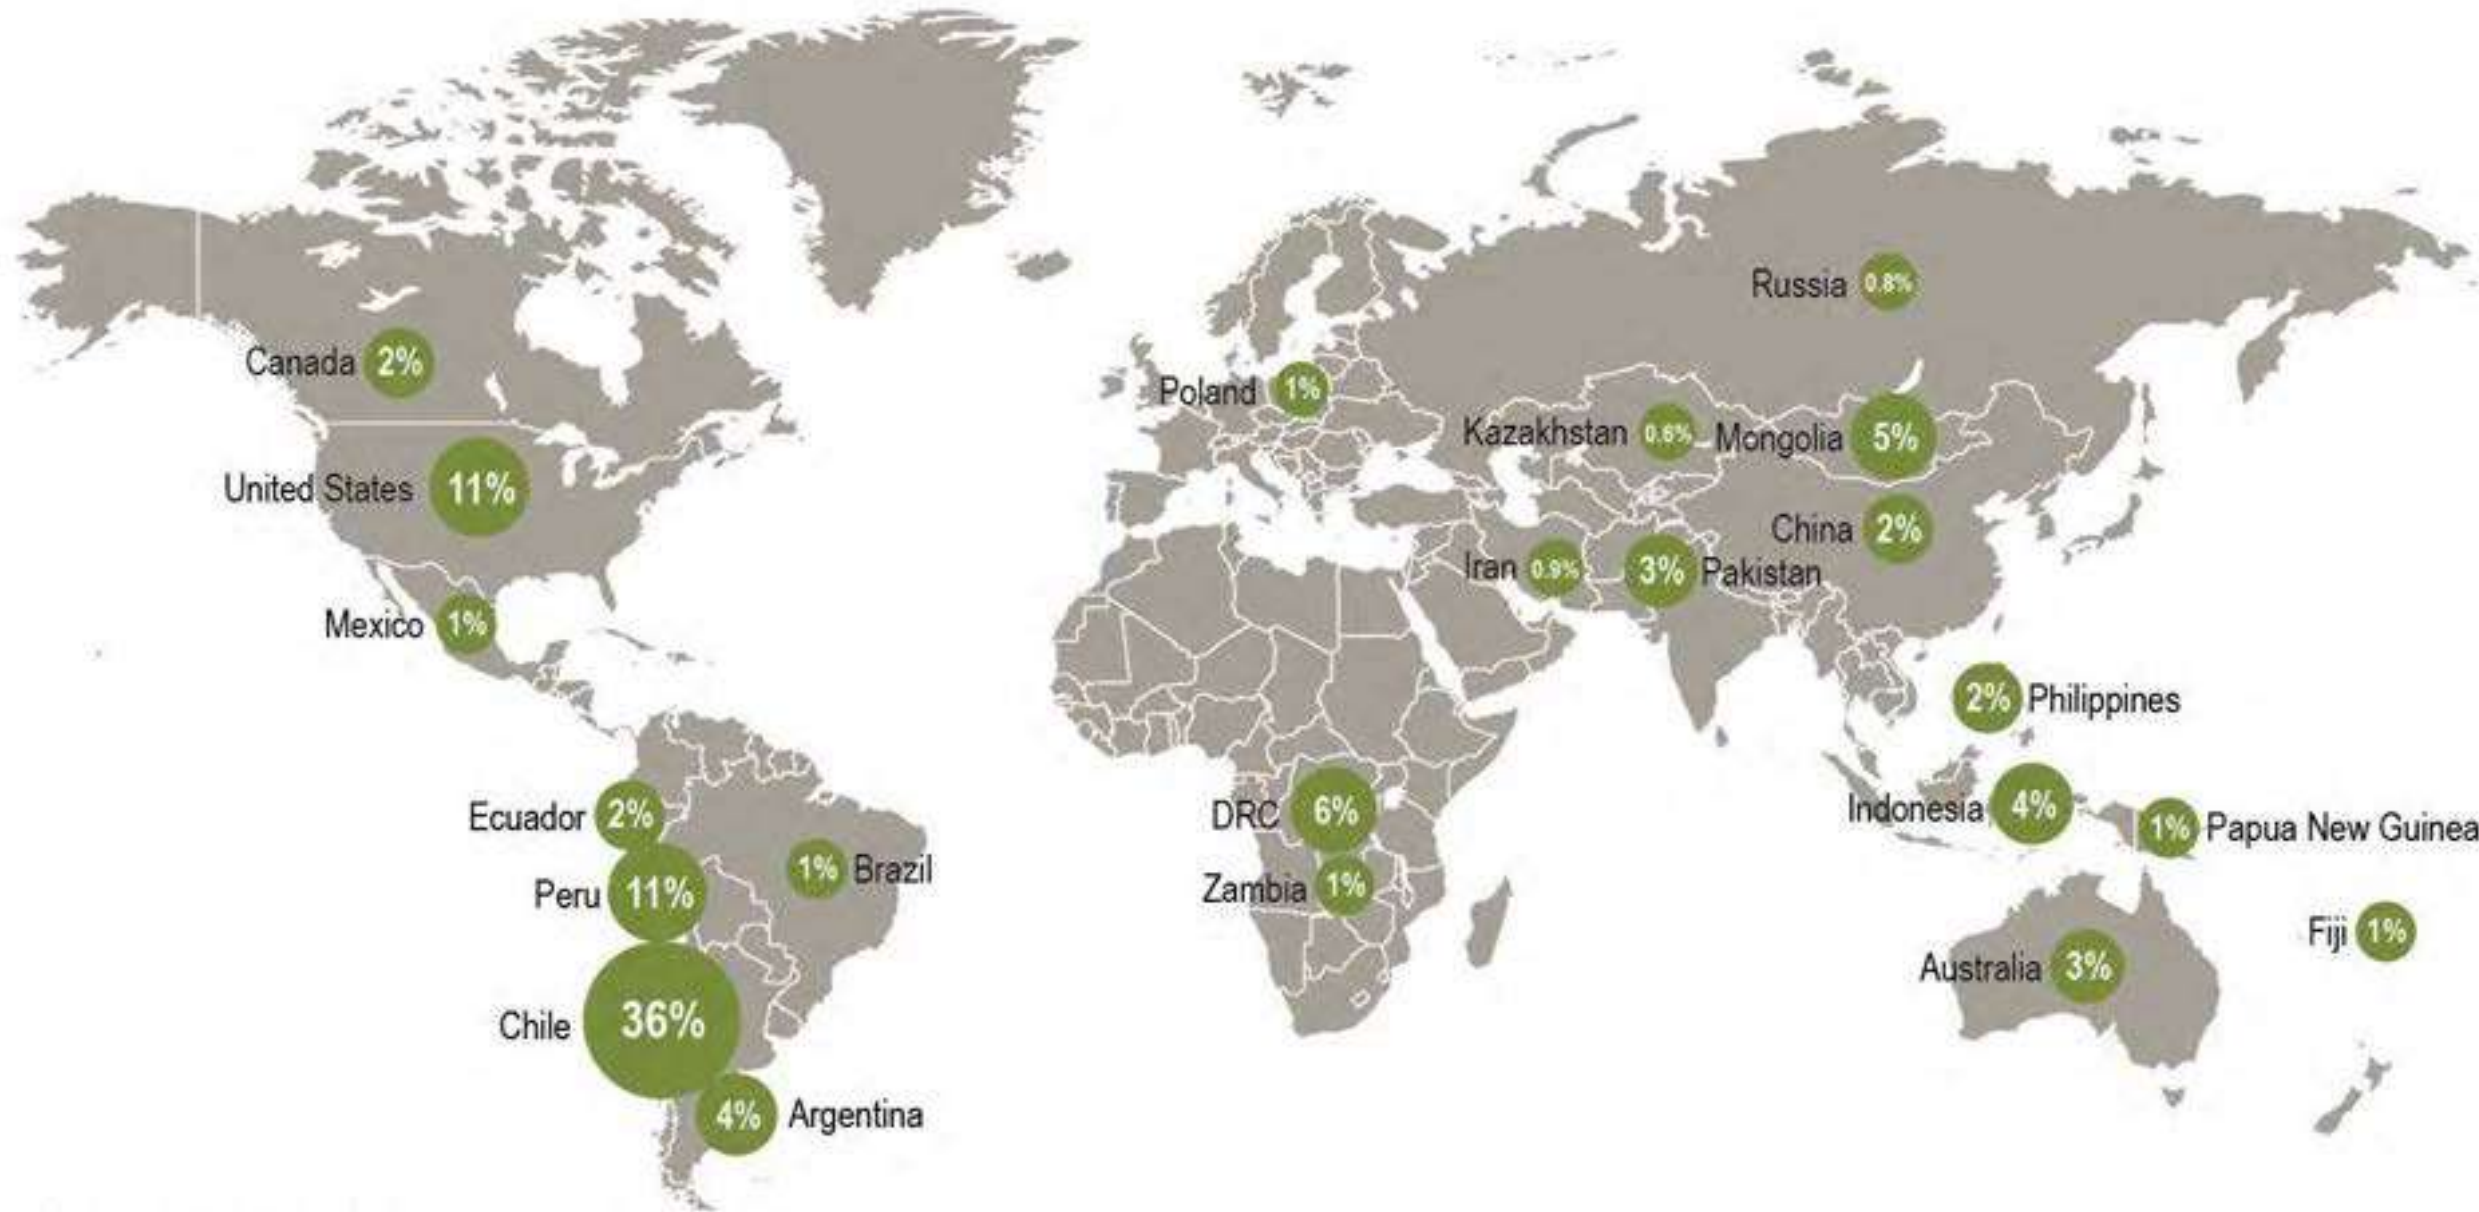 Russia 0.8%
Canada 2%
Poland 1%
Kazakhstan 0.6%
Mongolia 5%
United States 11%
China 2%
Iran 0.9%
3% Pakistan
Mexico 1%
2% Philippines
Ecuador 2%
DRC 6%
Indonesia 4%
1% Papua New Guinea
1% Brazil
Peru 11%
Zambia 1%
Fiji 1%
Australia 3%
Chile 36%
4% Argentina